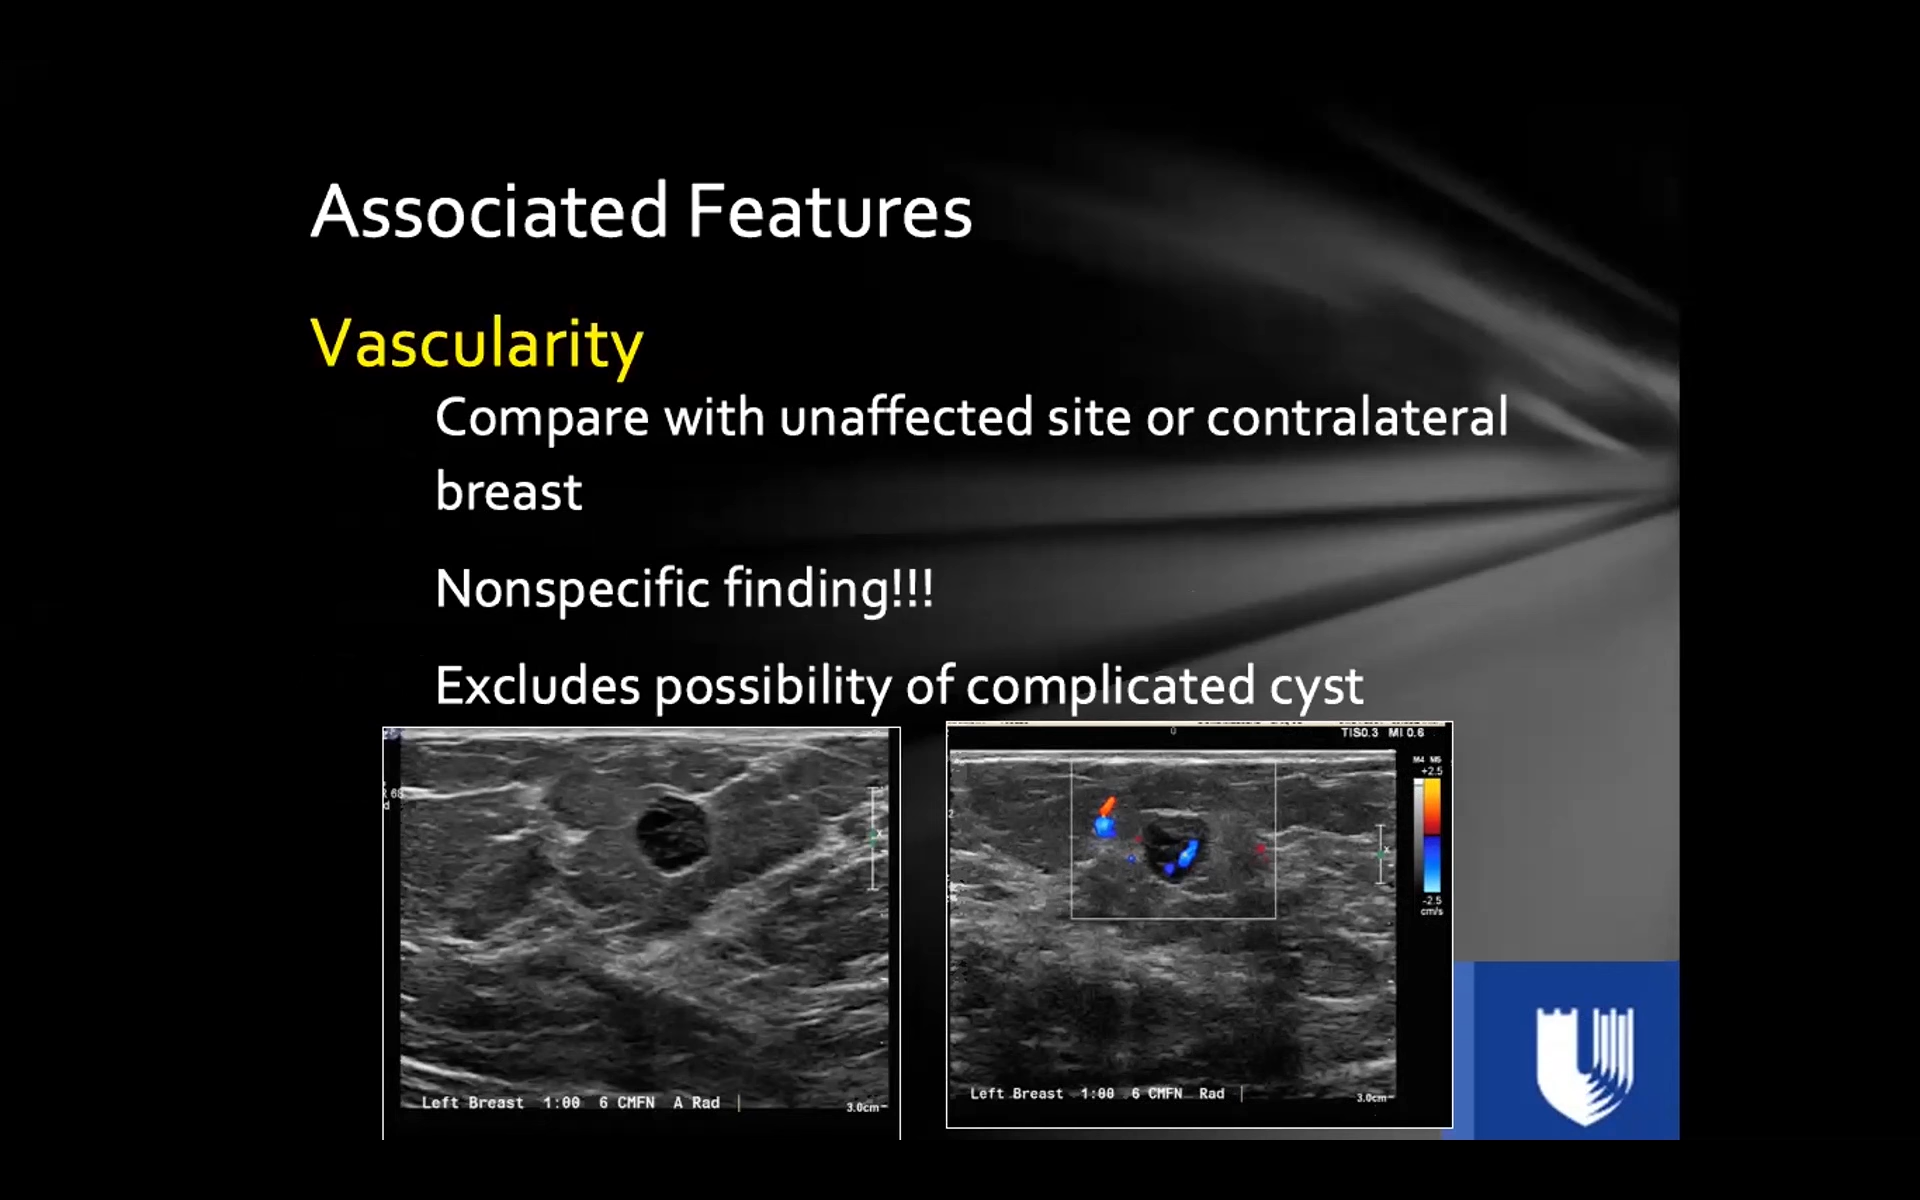 Associated Features
Vascularity
Compare with unaffected site or contralateral
breast
Nonspecific finding!!!
Excludes possibility of complicated cyst
Left Breast 1:00 6 CMFN A Rad
3.0cm
TIS0.3 MI 0.6
M4 M5
+2.5
-2.5
cm/s
Left Breast 1:00 6 CMFN Rad
3.0cm